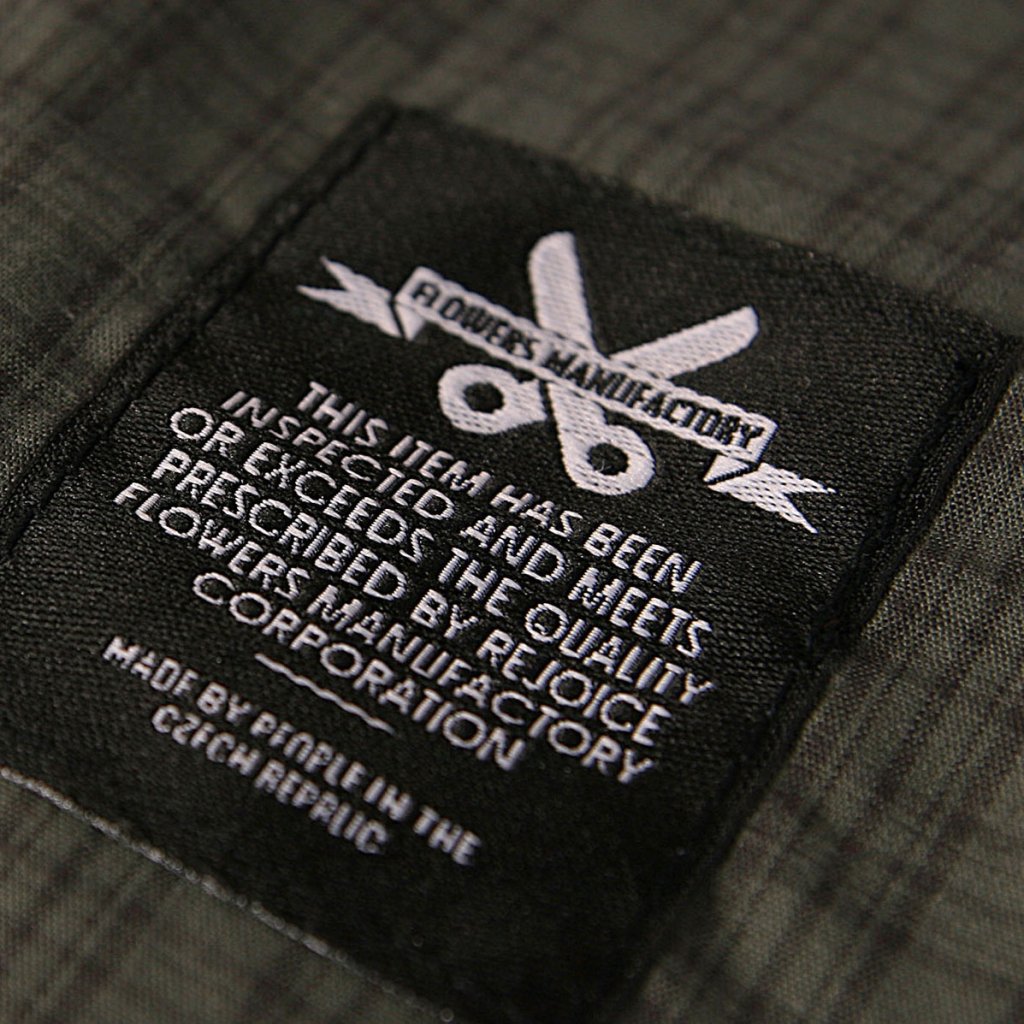 FLOWERS MANUFACTORY
THIS ITEM HAS BEEN
INSPECTED AND MEETS
OR EXCEEDS THE QUALITY
PRESCRIBED BY REJOICE
FLOWERS MANUFACTORY
CORPORATION
MADE BY PEOPLE IN THE
CZECH REPRLIC